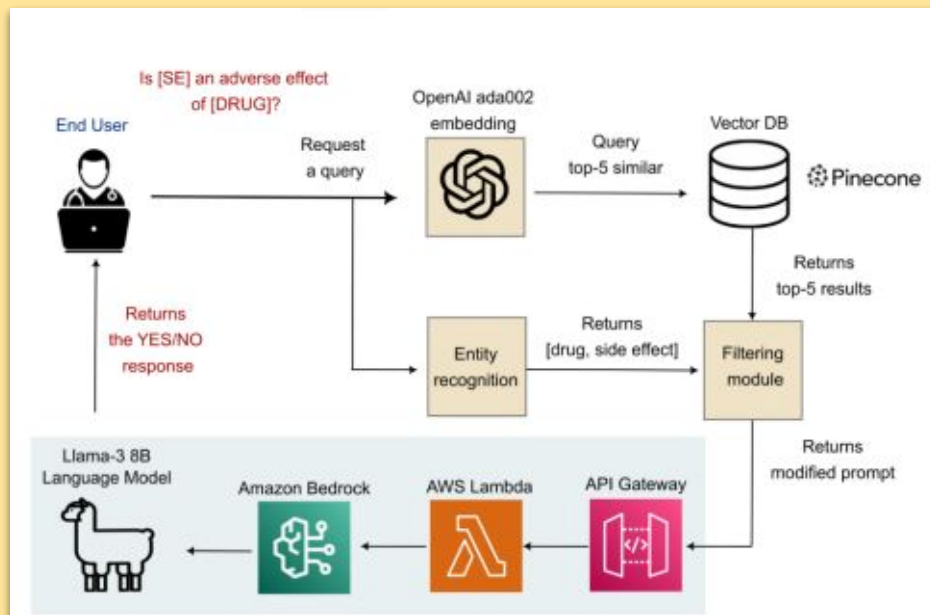 Is [SE] an adverse effect
of [DRUG]?
End User
Request
a query
OpenAI ada002
embedding
Query
top-5 similar
Vector DB
Pinecone
Returns
top-5 results
Returns
the YES/NO
response
Entity
recognition
Returns
[drug, side effect]
Filtering
module
Returns
modified prompt
Llama-3 8B
Language Model
Amazon Bedrock
AWS Lambda
API Gateway
</>